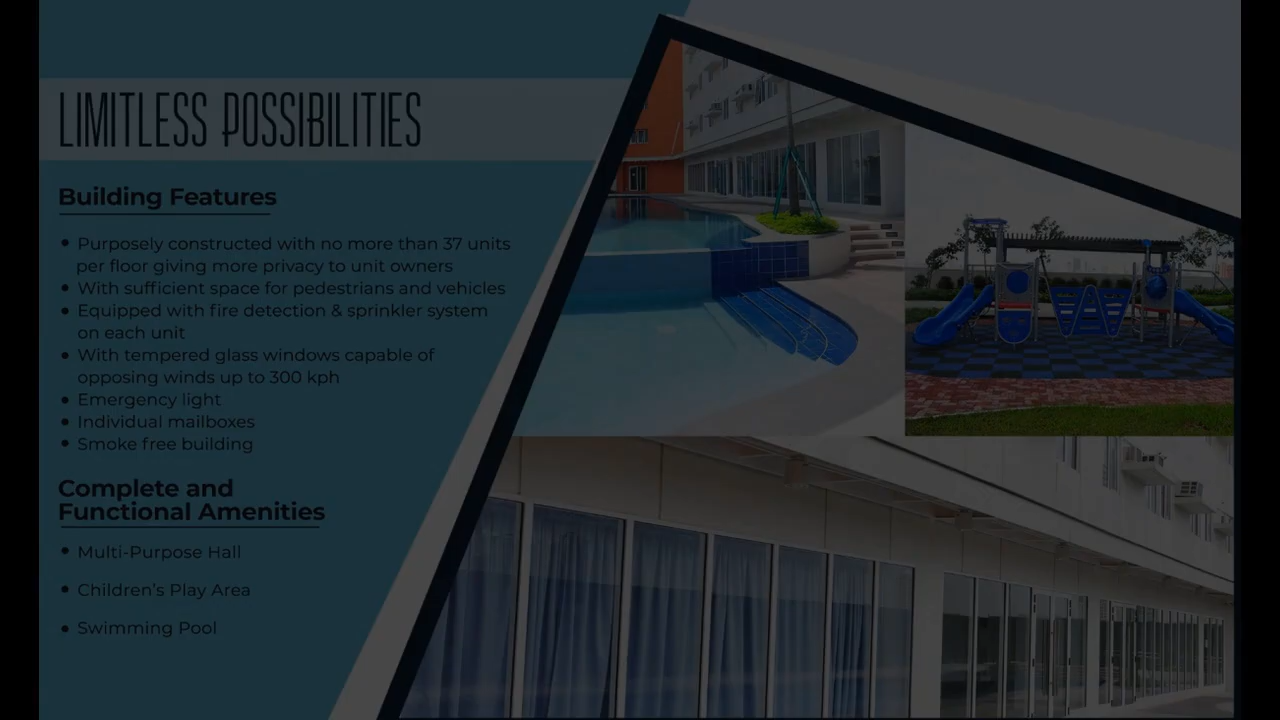 LIMITLESS POSSIBILITIES
Building Features
• Purposely constructed with no more than 37 units
per floor giving more privacy to unit owners
• With sufficient space for pedestrians and vehicles
• Equipped with fire detection & sprinkler system
on each unit
• With tempered glass windows capable of
opposing winds up to 300 kph
• Emergency light
• Individual mailboxes
• Smoke free building
Complete and
Functional Amenities
• Multi-Purpose Hall
• Children's Play Area
• Swimming Pool